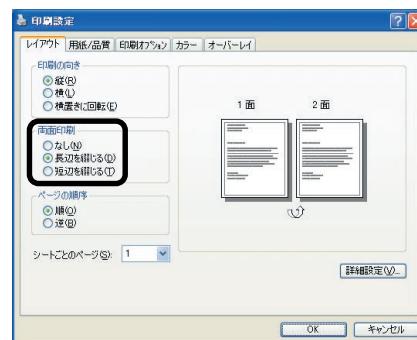 印刷設定
レイアウト 用紙/品質 印刷オプション カラー オーバーレイ
印刷の向き
縦(R)
横(L)
横置きに回転(E)
両面印刷
なし(N)
長辺を綴じる(D)
短辺を綴じる(T)
ページの順序
順(Q)
逆(B)
シートごとのページ(S): 1
1 面 2 面
詳細設定(V)...
OK キャンセル